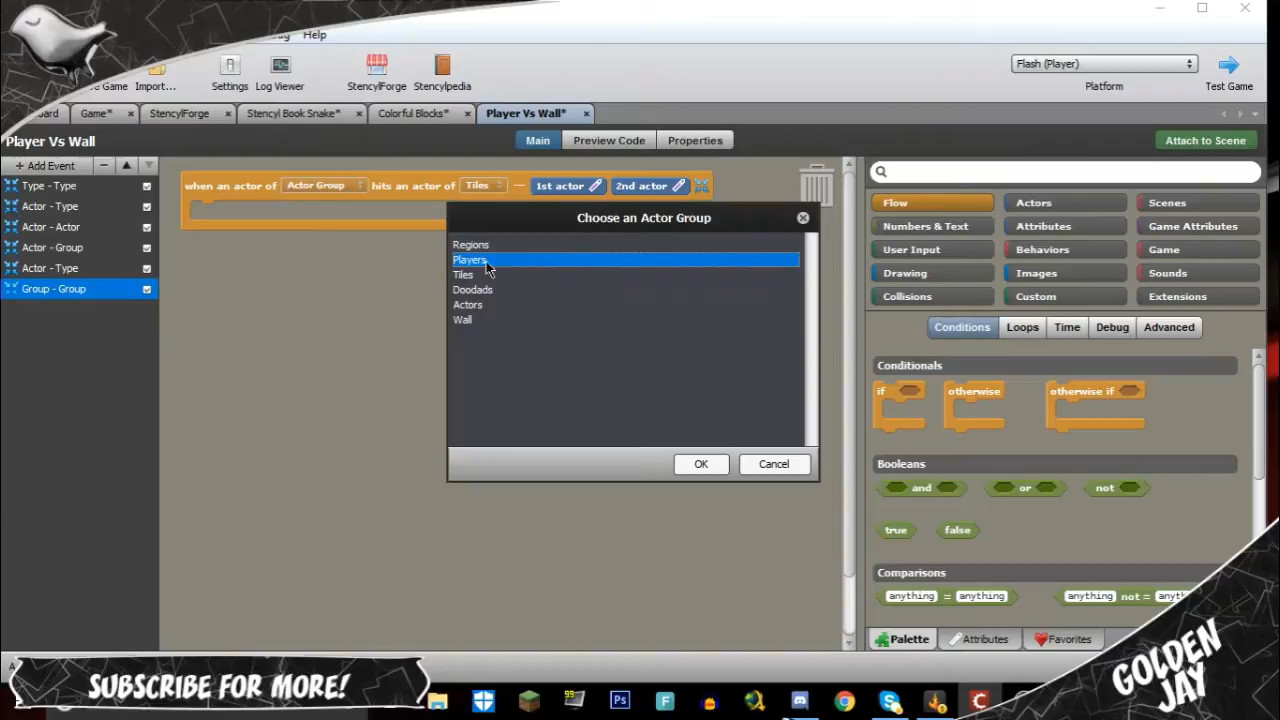 Help
Game
Import...
Settings
Log Viewer
StencylForge
Stencylpedia
Flash (Player)
Platform
Test Game
Game*
StencylForge
Stencyl Book Snake*
Colorful Blocks*
Player Vs Wall*
Player Vs Wall
Main
Preview Code
Properties
Attach to Scene
+ Add Event
Type - Type
Actor - Type
Actor - Actor
Actor - Group
Actor - Type
Group - Group
when an actor of Actor Group hits an actor of Tiles — 1st actor 2nd actor
Choose an Actor Group
Regions
Players
Tiles
Doodads
Actors
Wall
OK
Cancel
Flow
Actors
Scenes
Numbers & Text
Attributes
Game Attributes
User Input
Behaviors
Game
Drawing
Images
Sounds
Collisions
Custom
Extensions
Conditions
Loops
Time
Debug
Advanced
Conditionals
if
otherwise
otherwise if
Booleans
and
or
not
true
false
Comparisons
anything = anything
anything not =
Palette
Attributes
Favorites
SUBSCRIBE FOR MORE!
GOLDEN
JAY